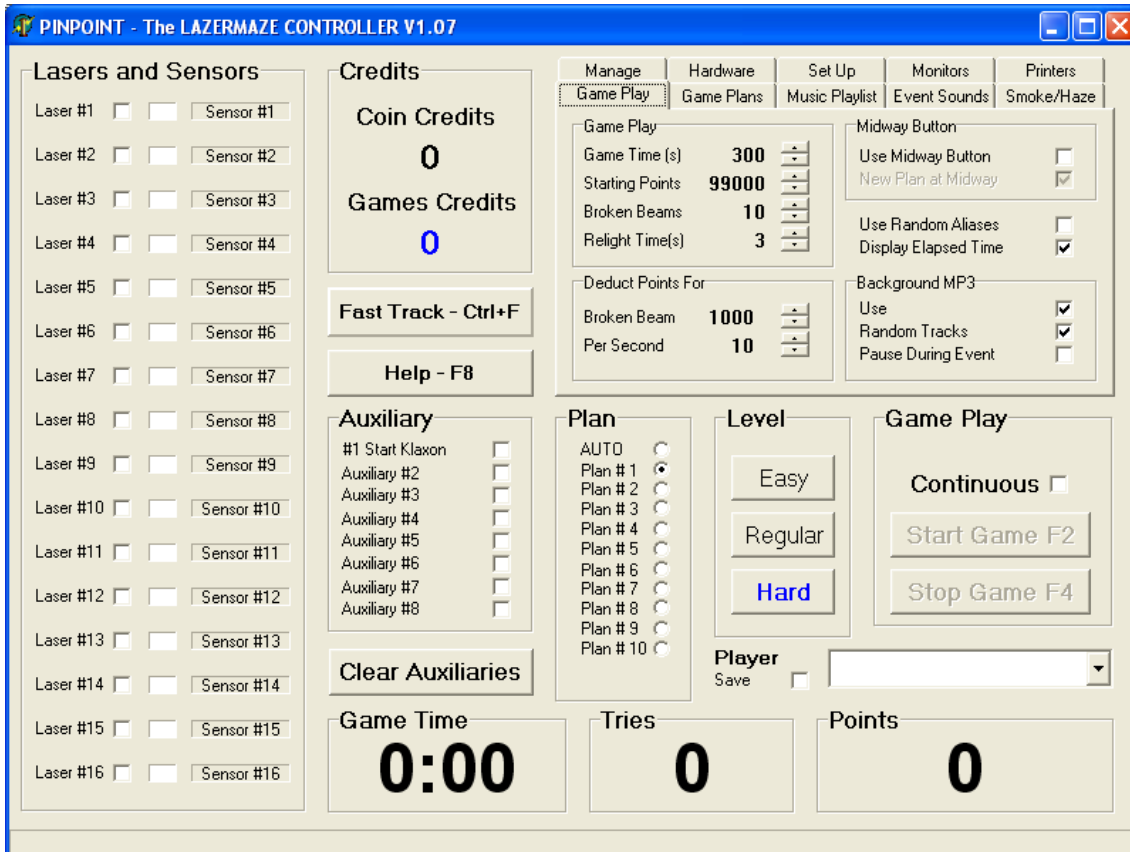 PINPOINT - The LAZERMAZE CONTROLLER V1.07
Lasers and Sensors
Laser #1 Sensor #1
Laser #2 Sensor #2
Laser #3 Sensor #3
Laser #4 Sensor #4
Laser #5 Sensor #5
Laser #6 Sensor #6
Laser #7 Sensor #7
Laser #8 Sensor #8
Laser #9 Sensor #9
Laser #10 Sensor #10
Laser #11 Sensor #11
Laser #12 Sensor #12
Laser #13 Sensor #13
Laser #14 Sensor #14
Laser #15 Sensor #15
Laser #16 Sensor #16
Credits
Coin Credits
0
Games Credits
0
Fast Track - Ctrl+F
Help - F8
Manage Hardware Set Up Monitors Printers
Game Play Game Plans Music Playlist Event Sounds Smoke/Haze
Game Play
Game Time (s) 300
Starting Points 99000
Broken Beams 10
Relight Time(s) 3
Deduct Points For
Broken Beam 1000
Per Second 10
Midway Button
Use Midway Button
New Plan at Midway
Use Random Aliases
Display Elapsed Time
Background MP3
Use
Random Tracks
Pause During Event
Auxiliary
#1 Start Klaxon
Auxiliary #2
Auxiliary #3
Auxiliary #4
Auxiliary #5
Auxiliary #6
Auxiliary #7
Auxiliary #8
Clear Auxiliaries
Plan
AUTO
Plan # 1
Plan # 2
Plan # 3
Plan # 4
Plan # 5
Plan # 6
Plan # 7
Plan # 8
Plan # 9
Plan # 10
Level
Easy
Regular
Hard
Game Play
Continuous
Start Game F2
Stop Game F4
Player
Save
Game Time
0:00
Tries
0
Points
0